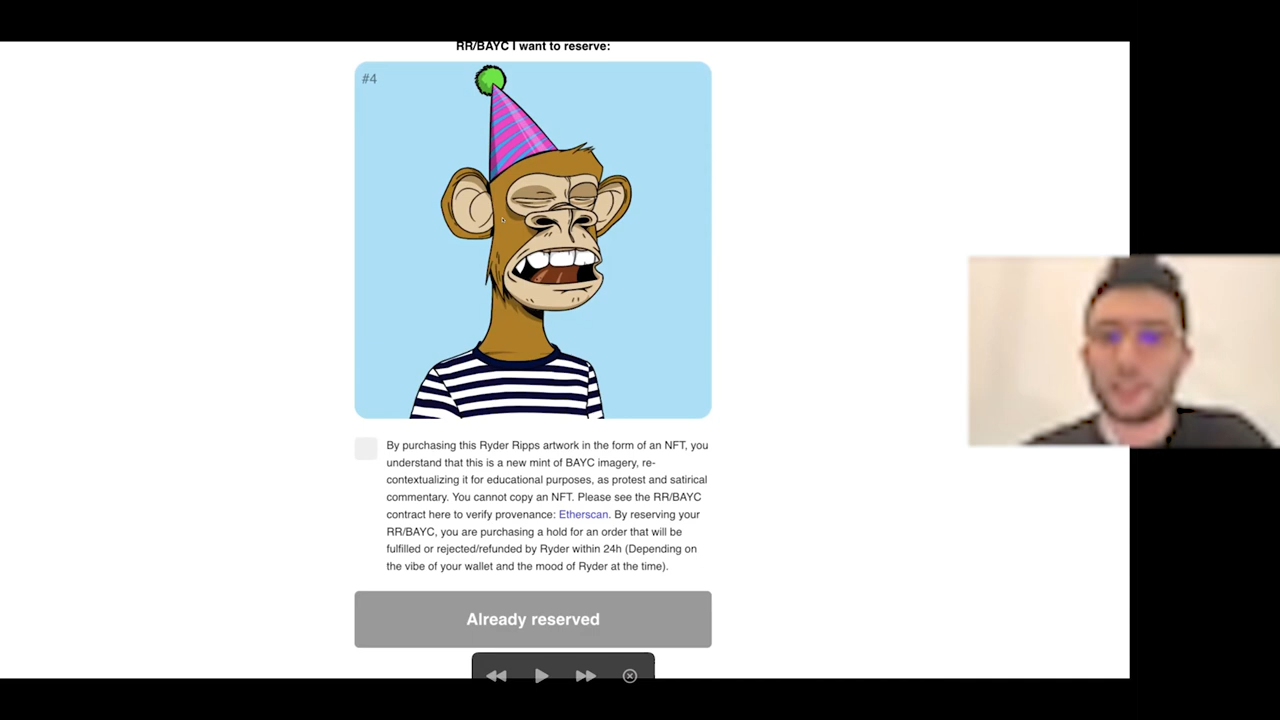 RR/BAYC I want to reserve:
#4
By purchasing this Ryder Ripps artwork in the form of an NFT, you
understand that this is a new mint of BAYC imagery, re-
contextualizing it for educational purposes, as protest and satirical
commentary. You cannot copy an NFT. Please see the RR/BAYC
contract here to verify provenance: Etherscan. By reserving your
RR/BAYC, you are purchasing a hold for an order that will be
fulfilled or rejected/refunded by Ryder within 24h (Depending on
the vibe of your wallet and the mood of Ryder at the time).
Already reserved